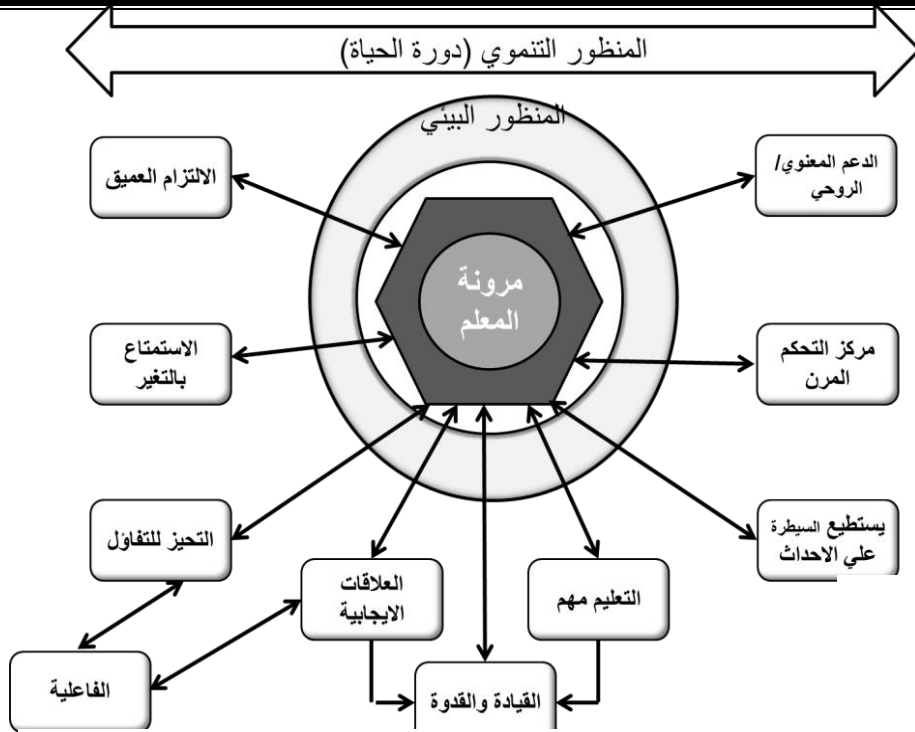 المنظور التنموي (دورة الحياة)
المنظور البيئي
الدعم المعنوي/
الروحي
الالتزام العميق
مرونة
المعلم
مركز التحكم
المرن
الاستمتاع
بالتغير
يستطيع السيطرة
علي الاحداث
التحيز للتفاؤل
التعليم مهم
العلاقات
الايجابية
الفاعلية
القيادة والقدوة